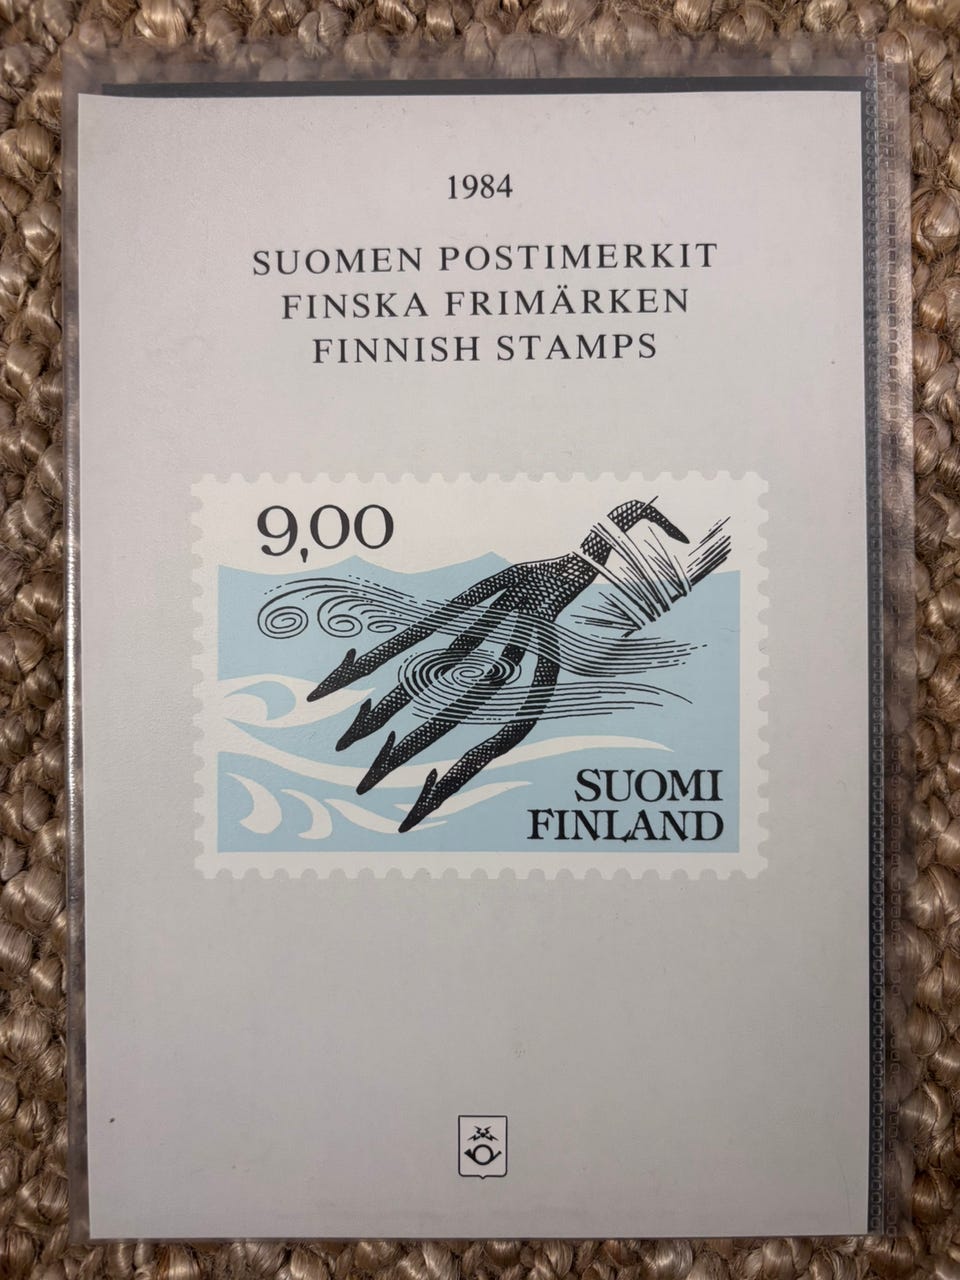 1984
SUOMEN POSTIMERKIT
FINSKA FRIMÄRKEN
FINNISH STAMPS
9,00
SUOMI
FINLAND